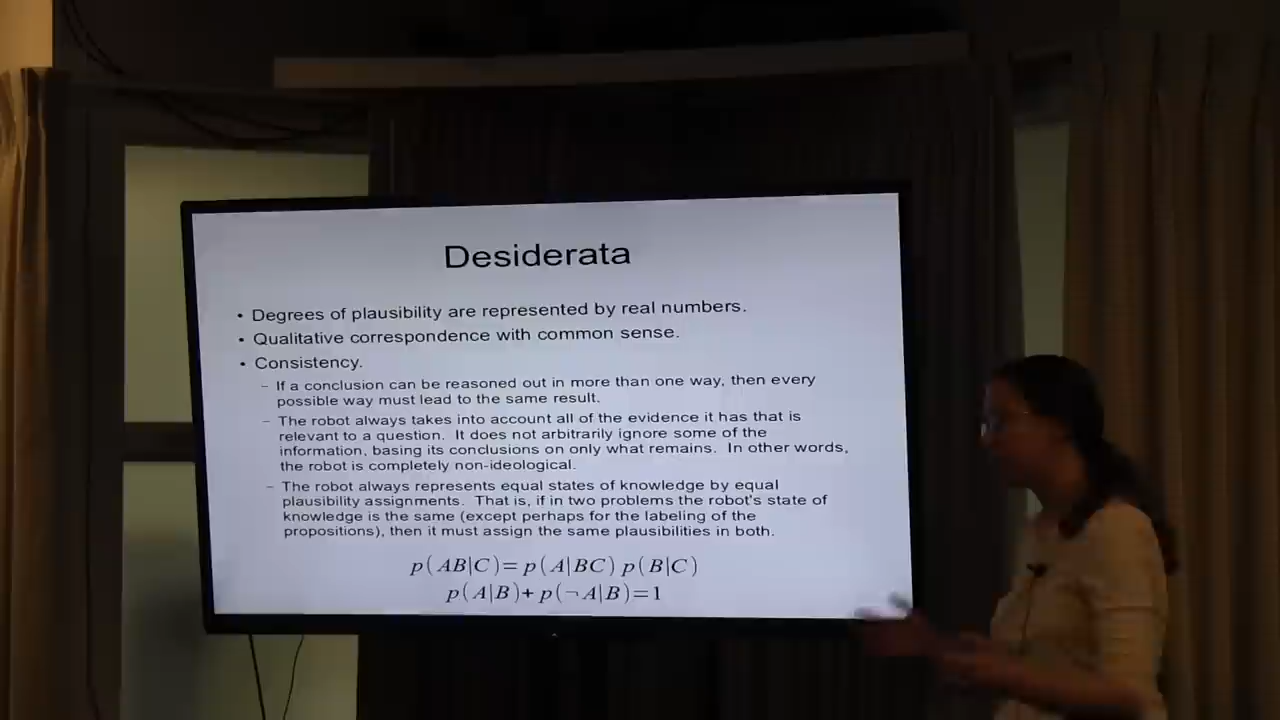 Desiderata
• Degrees of plausibility are represented by real numbers.
• Qualitative correspondence with common sense.
• Consistency.
– If a conclusion can be reasoned out in more than one way, then every
possible way must lead to the same result.
– The robot always takes into account all of the evidence it has that is
relevant to a question. It does not arbitrarily ignore some of the
information, basing its conclusions on only what remains. In other words,
the robot is completely non-ideological.
– The robot always represents equal states of knowledge by equal
plausibility assignments. That is, if in two problems the robot's state of
knowledge is the same (except perhaps for the labeling of the
propositions), then it must assign the same plausibilities in both.
p(AB|C)=p(A|BC)p(B|C)
p(A|B)+p(¬A|B)=1